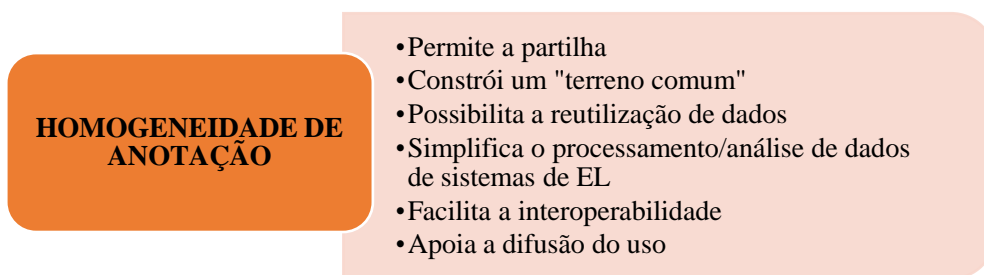 HOMOGENEIDADE DE
ANOTAÇÃO
•Permite a partilha
•Constrói um "terreno comum"
•Possibilita a reutilização de dados
•Simplifica o processamento/análise de dados
de sistemas de EL
•Facilita a interoperabilidade
•Apoia a difusão do uso